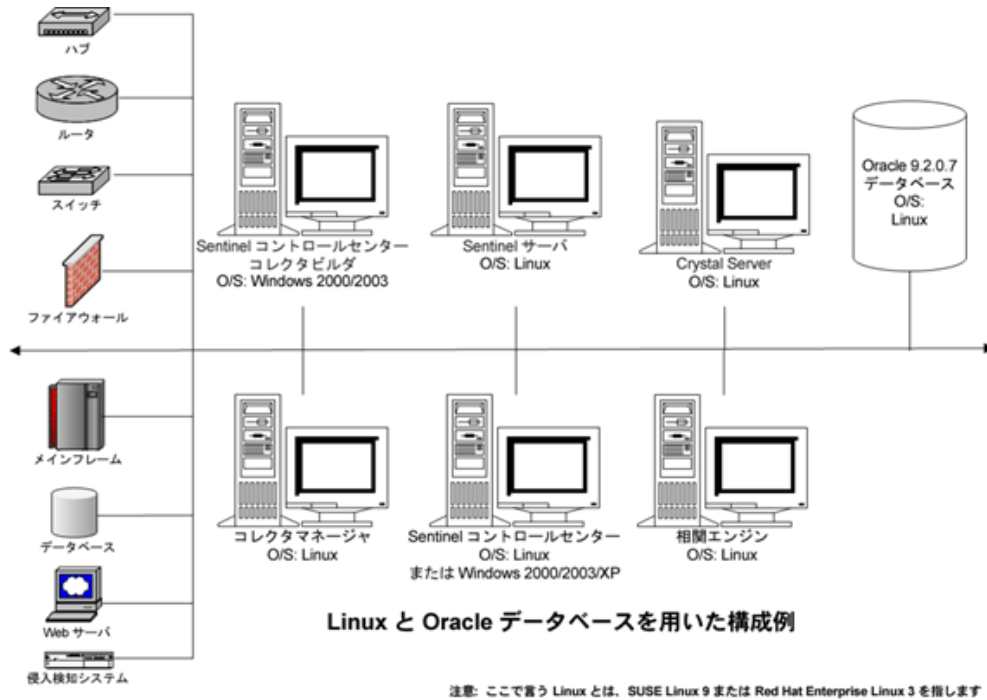 ハブ
ルータ
スイッチ
ファイアウォール
メインフレーム
データベース
Web サーバ
侵入検知システム
Sentinel コントロールセンター
コレクタビルダ
O/S: Windows 2000/2003
Sentinel サーバ
O/S: Linux
Crystal Server
O/S: Linux
Oracle 9.2.0.7
データベース
O/S:
Linux
コレクタマネージャ
O/S: Linux
Sentinel コントロールセンター
O/S: Linux
または Windows 2000/2003/XP
相関エンジン
O/S: Linux
Linux と Oracle データベースを用いた構成例
注意: ここで言う Linux とは、SUSE Linux 9 または Red Hat Enterprise Linux 3 を指します